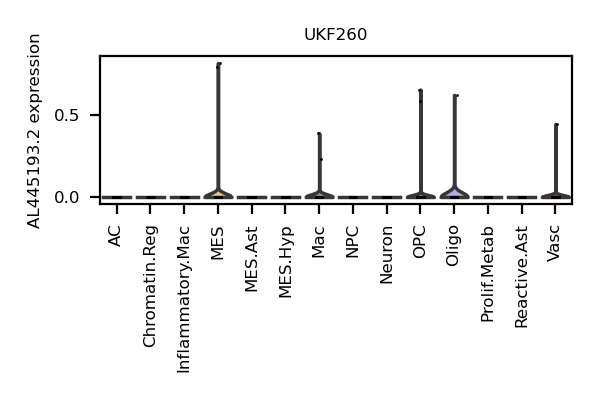 UKF260
AL445193.2 expression
0.5
0.0
AC
Chromatin.Reg
Inflammatory.Mac
MES
MES.Ast
MES.Hyp
Mac
NPC
Neuron
OPC
Oligo
Prolif.Metab
Reactive.Ast
Vasc